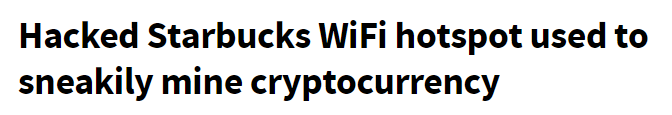 Hacked Starbucks WiFi hotspot used to
sneakily mine cryptocurrency